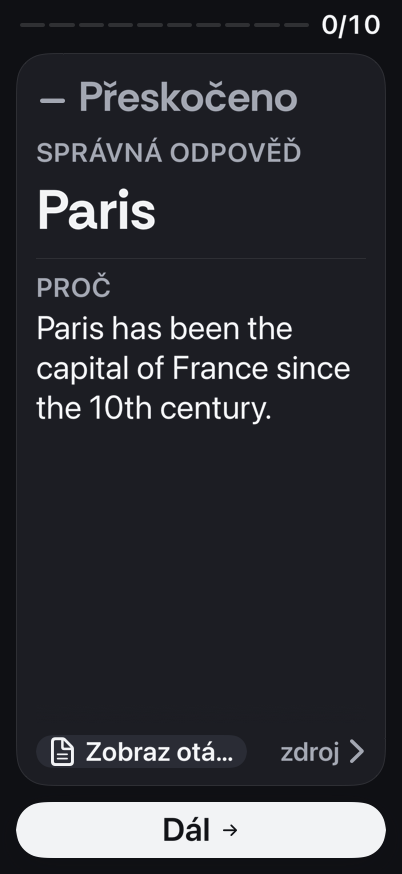 0/10
– Přeskočeno
SPRÁVNÁ ODPOVĚĎ
Paris
PROČ
Paris has been the
capital of France since
the 10th century.
Zobraz otá...
zdroj >
Dál →